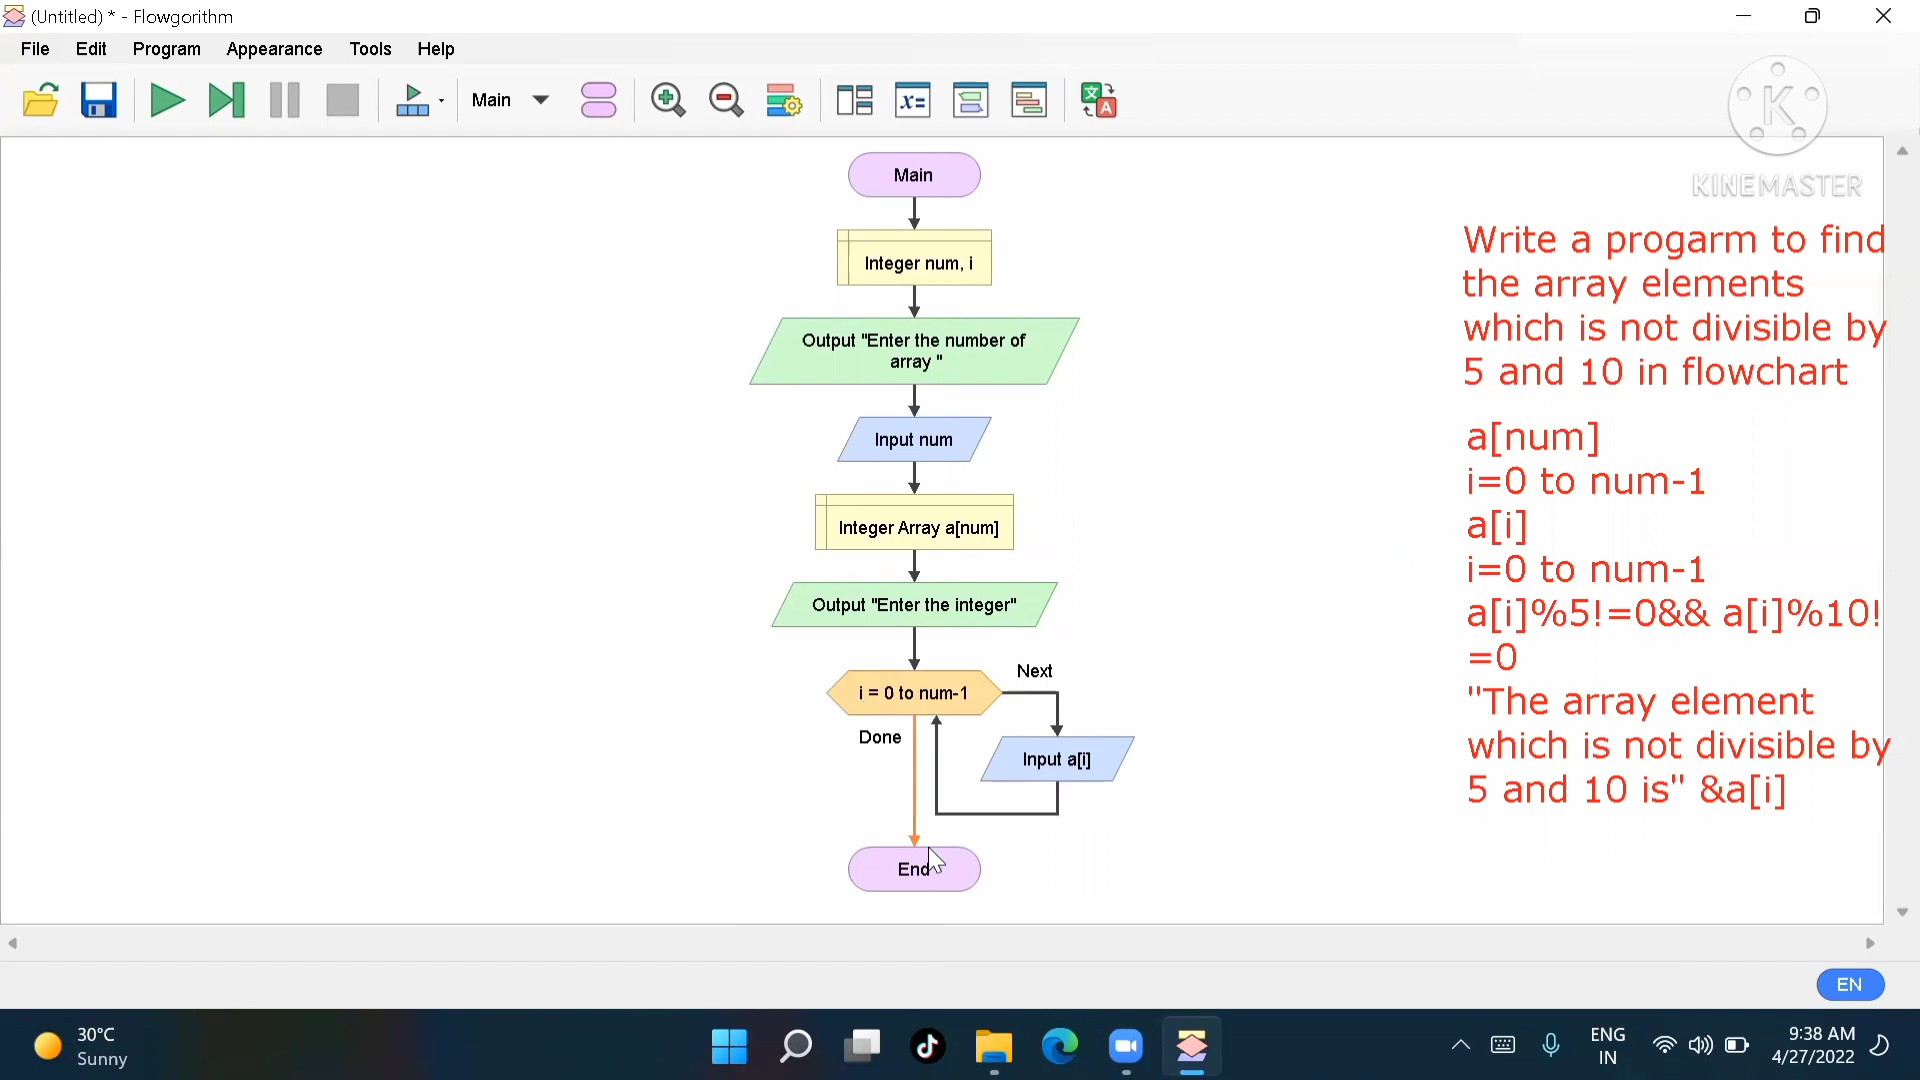 (Untitled) * - Flowgorithm
File Edit Program Appearance Tools Help
Main
K
KINEMASTER
Main
Integer num, i
Output "Enter the number of
array "
Input num
Integer Array a[num]
Output "Enter the integer"
Next
i = 0 to num-1
Done
Input a[i]
End
Write a progarm to find
the array elements
which is not divisible by
5 and 10 in flowchart
a[num]
i=0 to num-1
a[i]
i=0 to num-1
a[i]%5!=0&& a[i]%10!
=0
"The array element
which is not divisible by
5 and 10 is" &a[i]
EN
30°C
Sunny
ENG
IN
9:38 AM
4/27/2022